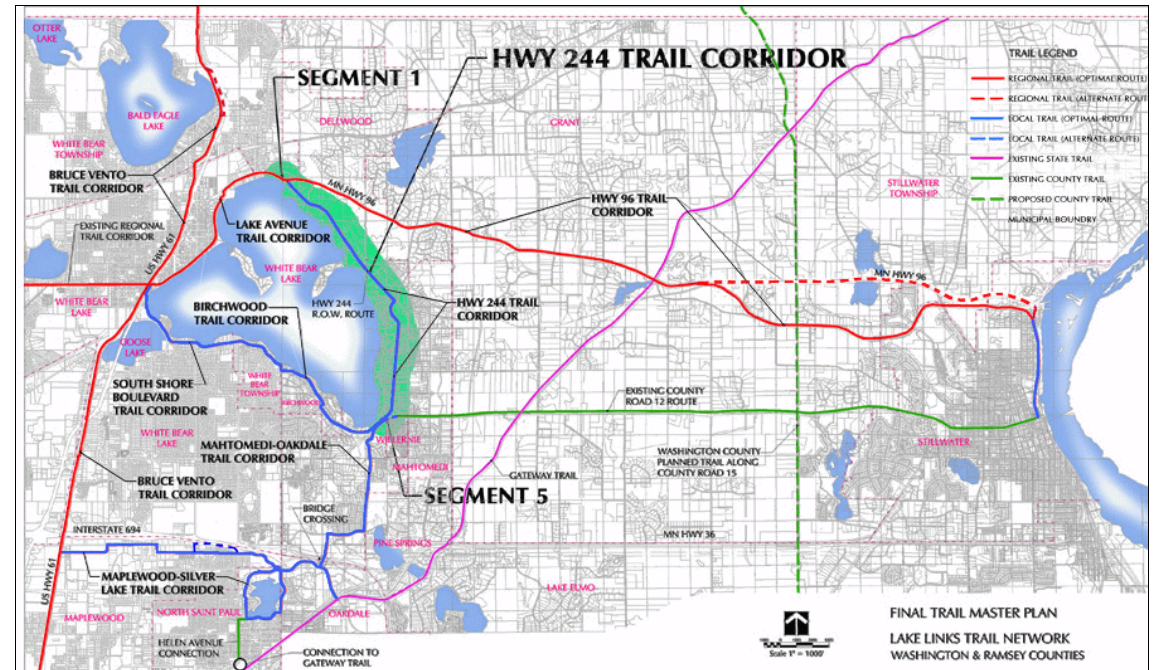 OTTER
LAKE
BALD EAGLE
LAKE
WHITE BEAR
TOWNSHIP
BRUCE VENTO
TRAIL CORRIDOR
EXISTING REGIONAL
TRAIL CORRIDOR
US HWY 61
SEGMENT 1
HWY 244 TRAIL CORRIDOR
DELLWOOD
GRANT
MN HWY 96
HWY 96 TRAIL
CORRIDOR
LAKE AVENUE
TRAIL CORRIDOR
WHITE BEAR
LAKE
HWY 244
R.O.W. ROUTE
HWY 244 TRAIL
CORRIDOR
BIRCHWOOD
TRAIL CORRIDOR
WHITE BEAR
LAKE
GOOSE
LAKE
SOUTH SHORE
BOULEVARD
TRAIL CORRIDOR
WHITE
BEAR
TOWNSHIP
BIRCHWOOD
WHITE BEAR
LAKE
MAHTOMEDI-OAKDALE
TRAIL CORRIDOR
WILLERNIE
MAHTOMEDI
SEGMENT 5
BRUCE VENTO
TRAIL CORRIDOR
BRIDGE
CROSSING
INTERSTATE 694
PINE SPRINGS
US HWY 61
MAPLEWOOD-SILVER
LAKE TRAIL CORRIDOR
MAPLEWOOD
NORTH SAINT PAUL
OAKDALE
LAKE ELMO
HELEN AVENUE
CONNECTION
CONNECTION TO
GATEWAY TRAIL
GATEWAY TRAIL
EXISTING COUNTY
ROAD 12 ROUTE
WASHINGTON COUNTY
PLANNED TRAIL ALONG
COUNTY ROAD 15
MN HWY 36
MN HWY 96
STILLWATER
TOWNSHIP
STILLWATER
TRAIL LEGEND
REGIONAL TRAIL (OPTIMAL ROUTE)
REGIONAL TRAIL (ALTERNATE ROUT
LOCAL TRAIL (OPTIMAL ROUTE)
LOCAL TRAIL (ALTERNATE ROUTE)
EXISTING STATE TRAIL
EXISTING COUNTY TRAIL
PROPOSED COUNTY TRAIL
MUNICIPAL BOUNDRY
Scale 1" = 1000'
FINAL TRAIL MASTER PLAN
LAKE LINKS TRAIL NETWORK
WASHINGTON & RAMSEY COUNTIES